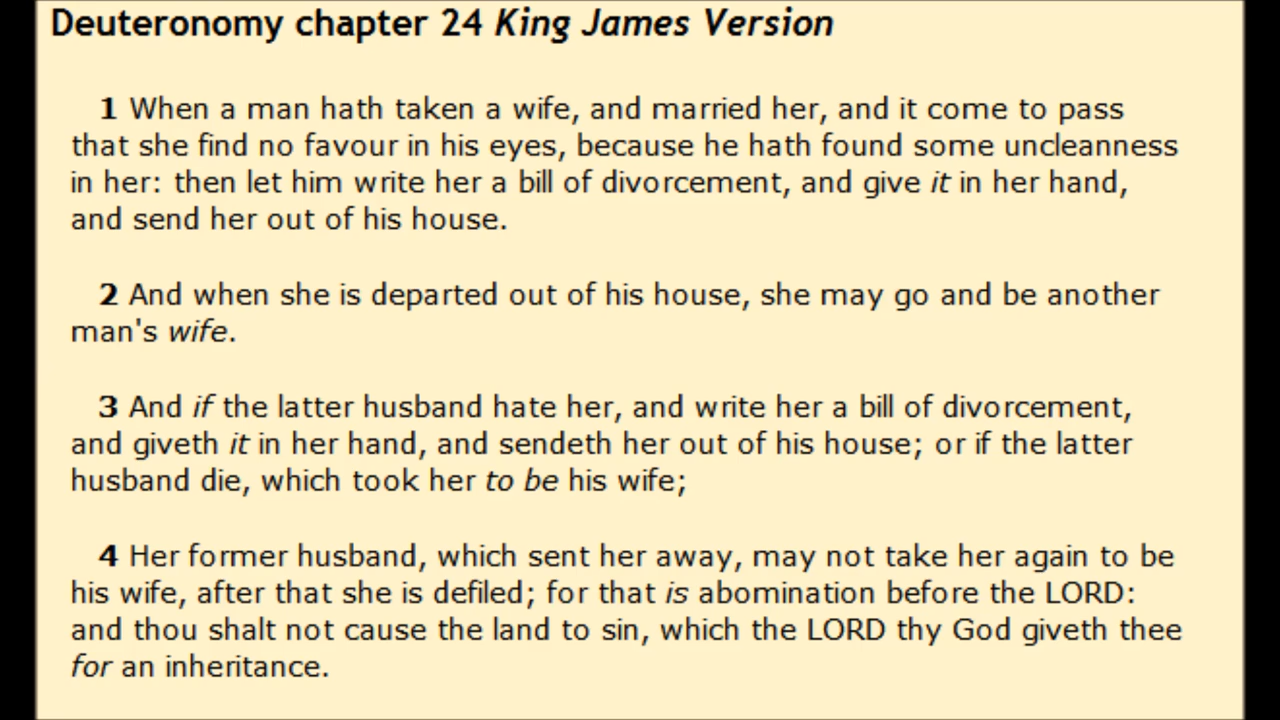 Deuteronomy chapter 24 King James Version
1 When a man hath taken a wife, and married her, and it come to pass
that she find no favour in his eyes, because he hath found some uncleanness
in her: then let him write her a bill of divorcement, and give it in her hand,
and send her out of his house.
2 And when she is departed out of his house, she may go and be another
man's wife.
3 And if the latter husband hate her, and write her a bill of divorcement,
and giveth it in her hand, and sendeth her out of his house; or if the latter
husband die, which took her to be his wife;
4 Her former husband, which sent her away, may not take her again to be
his wife, after that she is defiled; for that is abomination before the LORD:
and thou shalt not cause the land to sin, which the LORD thy God giveth thee
for an inheritance.